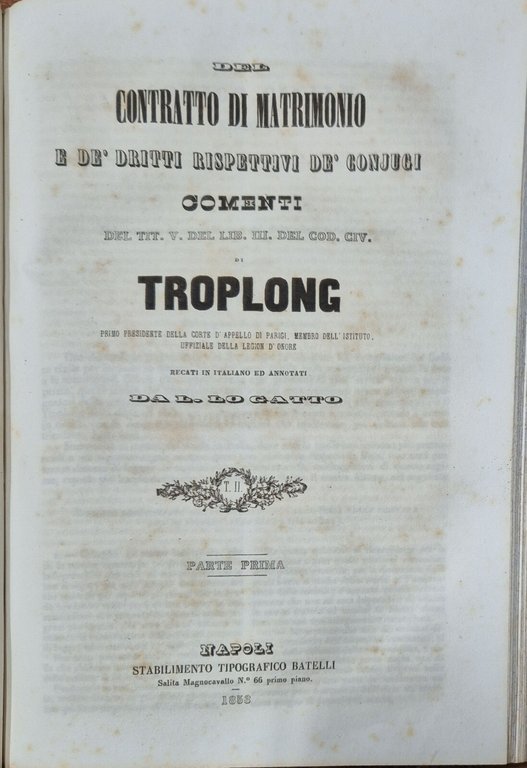 DEL
CONTRATTO DI MATRIMONIO
E DE' DRITTI RISPETTIVI DE' CONJUGI
COMENTI
DEL TIT. V. DEL LIB. III. DEL COD. CIV.
DI
TROPLONG
PRIMO PRESIDENTE DELLA CORTE D'APPELLO DI PARIGI, MEMBRO DELL'ISTITUTO,
UFFIZIALE DELLA LEGION D'ONORE
RECATI IN ITALIANO ED ANNOTATI
DA L. LO GATTO
T. II.
PARTE PRIMA
NAPOLI
STABILIMENTO TIPOGRAFICO BATELLI
Salita Magnocavallo N.° 66 primo piano.
1853